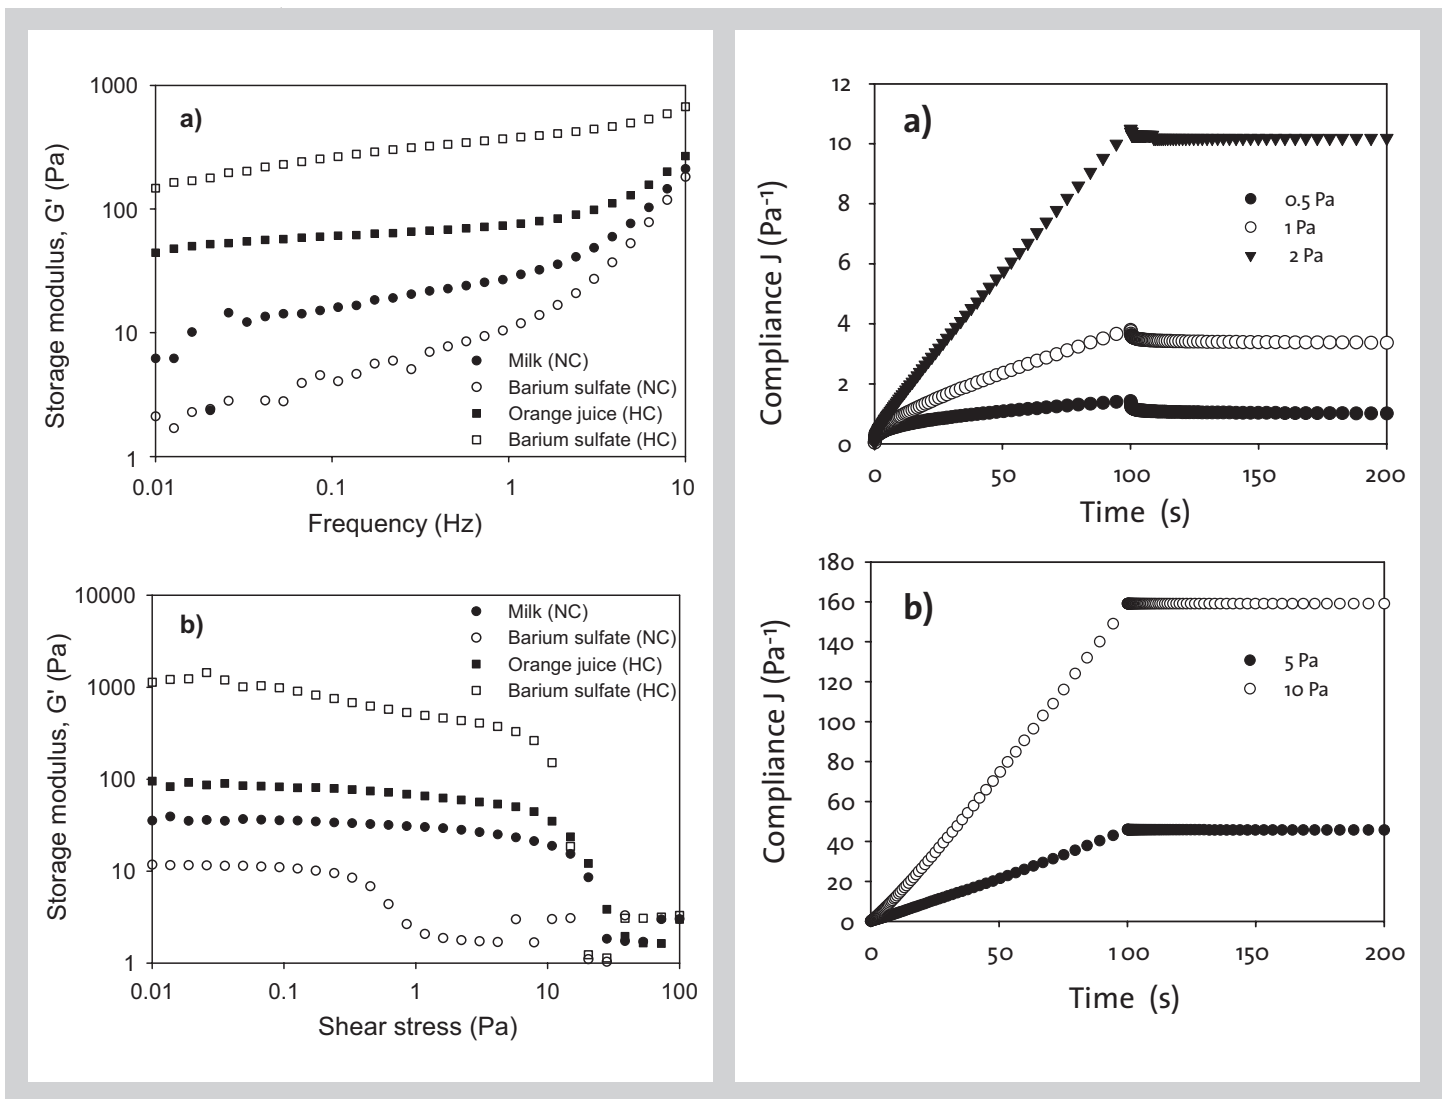 a)
1000
100
10
1
Storage modulus, G' (Pa)
Milk (NC)
Barium sulfate (NC)
Orange juice (HC)
Barium sulfate (HC)
0.01 0.1 1 10
Frequency (Hz)
b)
10000
1000
100
10
1
Storage modulus, G' (Pa)
Milk (NC)
Barium sulfate (NC)
Orange juice (HC)
Barium sulfate (HC)
0.01 0.1 1 10 100
Shear stress (Pa)
a)
12
10
8
6
4
2
0
Compliance J (Pa-1)
0.5 Pa
1 Pa
2 Pa
0 50 100 150 200
Time (s)
b)
180
160
140
120
100
80
60
40
20
0
Compliance J (Pa-1)
5 Pa
10 Pa
0 50 100 150 200
Time (s)